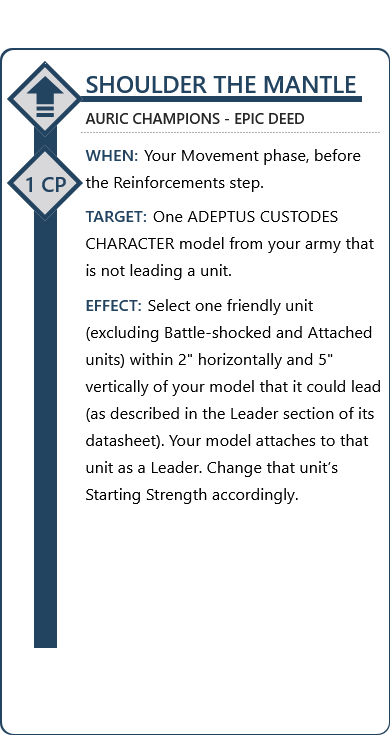 SHOULDER THE MANTLE
AURIC CHAMPIONS - EPIC DEED
1 CP
WHEN: Your Movement phase, before
the Reinforcements step.
TARGET: One ADEPTUS CUSTODES
CHARACTER model from your army that
is not leading a unit.
EFFECT: Select one friendly unit
(excluding Battle-shocked and Attached
units) within 2" horizontally and 5"
vertically of your model that it could lead
(as described in the Leader section of its
datasheet). Your model attaches to that
unit as a Leader. Change that unit’s
Starting Strength accordingly.